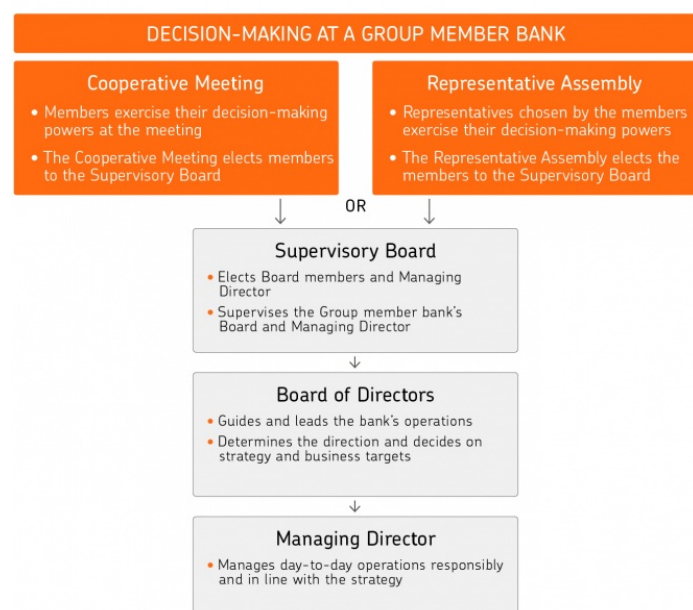 DECISION-MAKING AT A GROUP MEMBER BANK
Cooperative Meeting
• Members exercise their decision-making
powers at the meeting
• The Cooperative Meeting elects members
to the Supervisory Board
Representative Assembly
• Representatives chosen by the members
exercise their decision-making powers
• The Representative Assembly elects the
members to the Supervisory Board
OR
Supervisory Board
• Elects Board members and Managing
Director
• Supervises the Group member bank's
Board and Managing Director
Board of Directors
• Guides and leads the bank's operations
• Determines the direction and decides on
strategy and business targets
Managing Director
• Manages day-to-day operations responsibly
and in line with the strategy